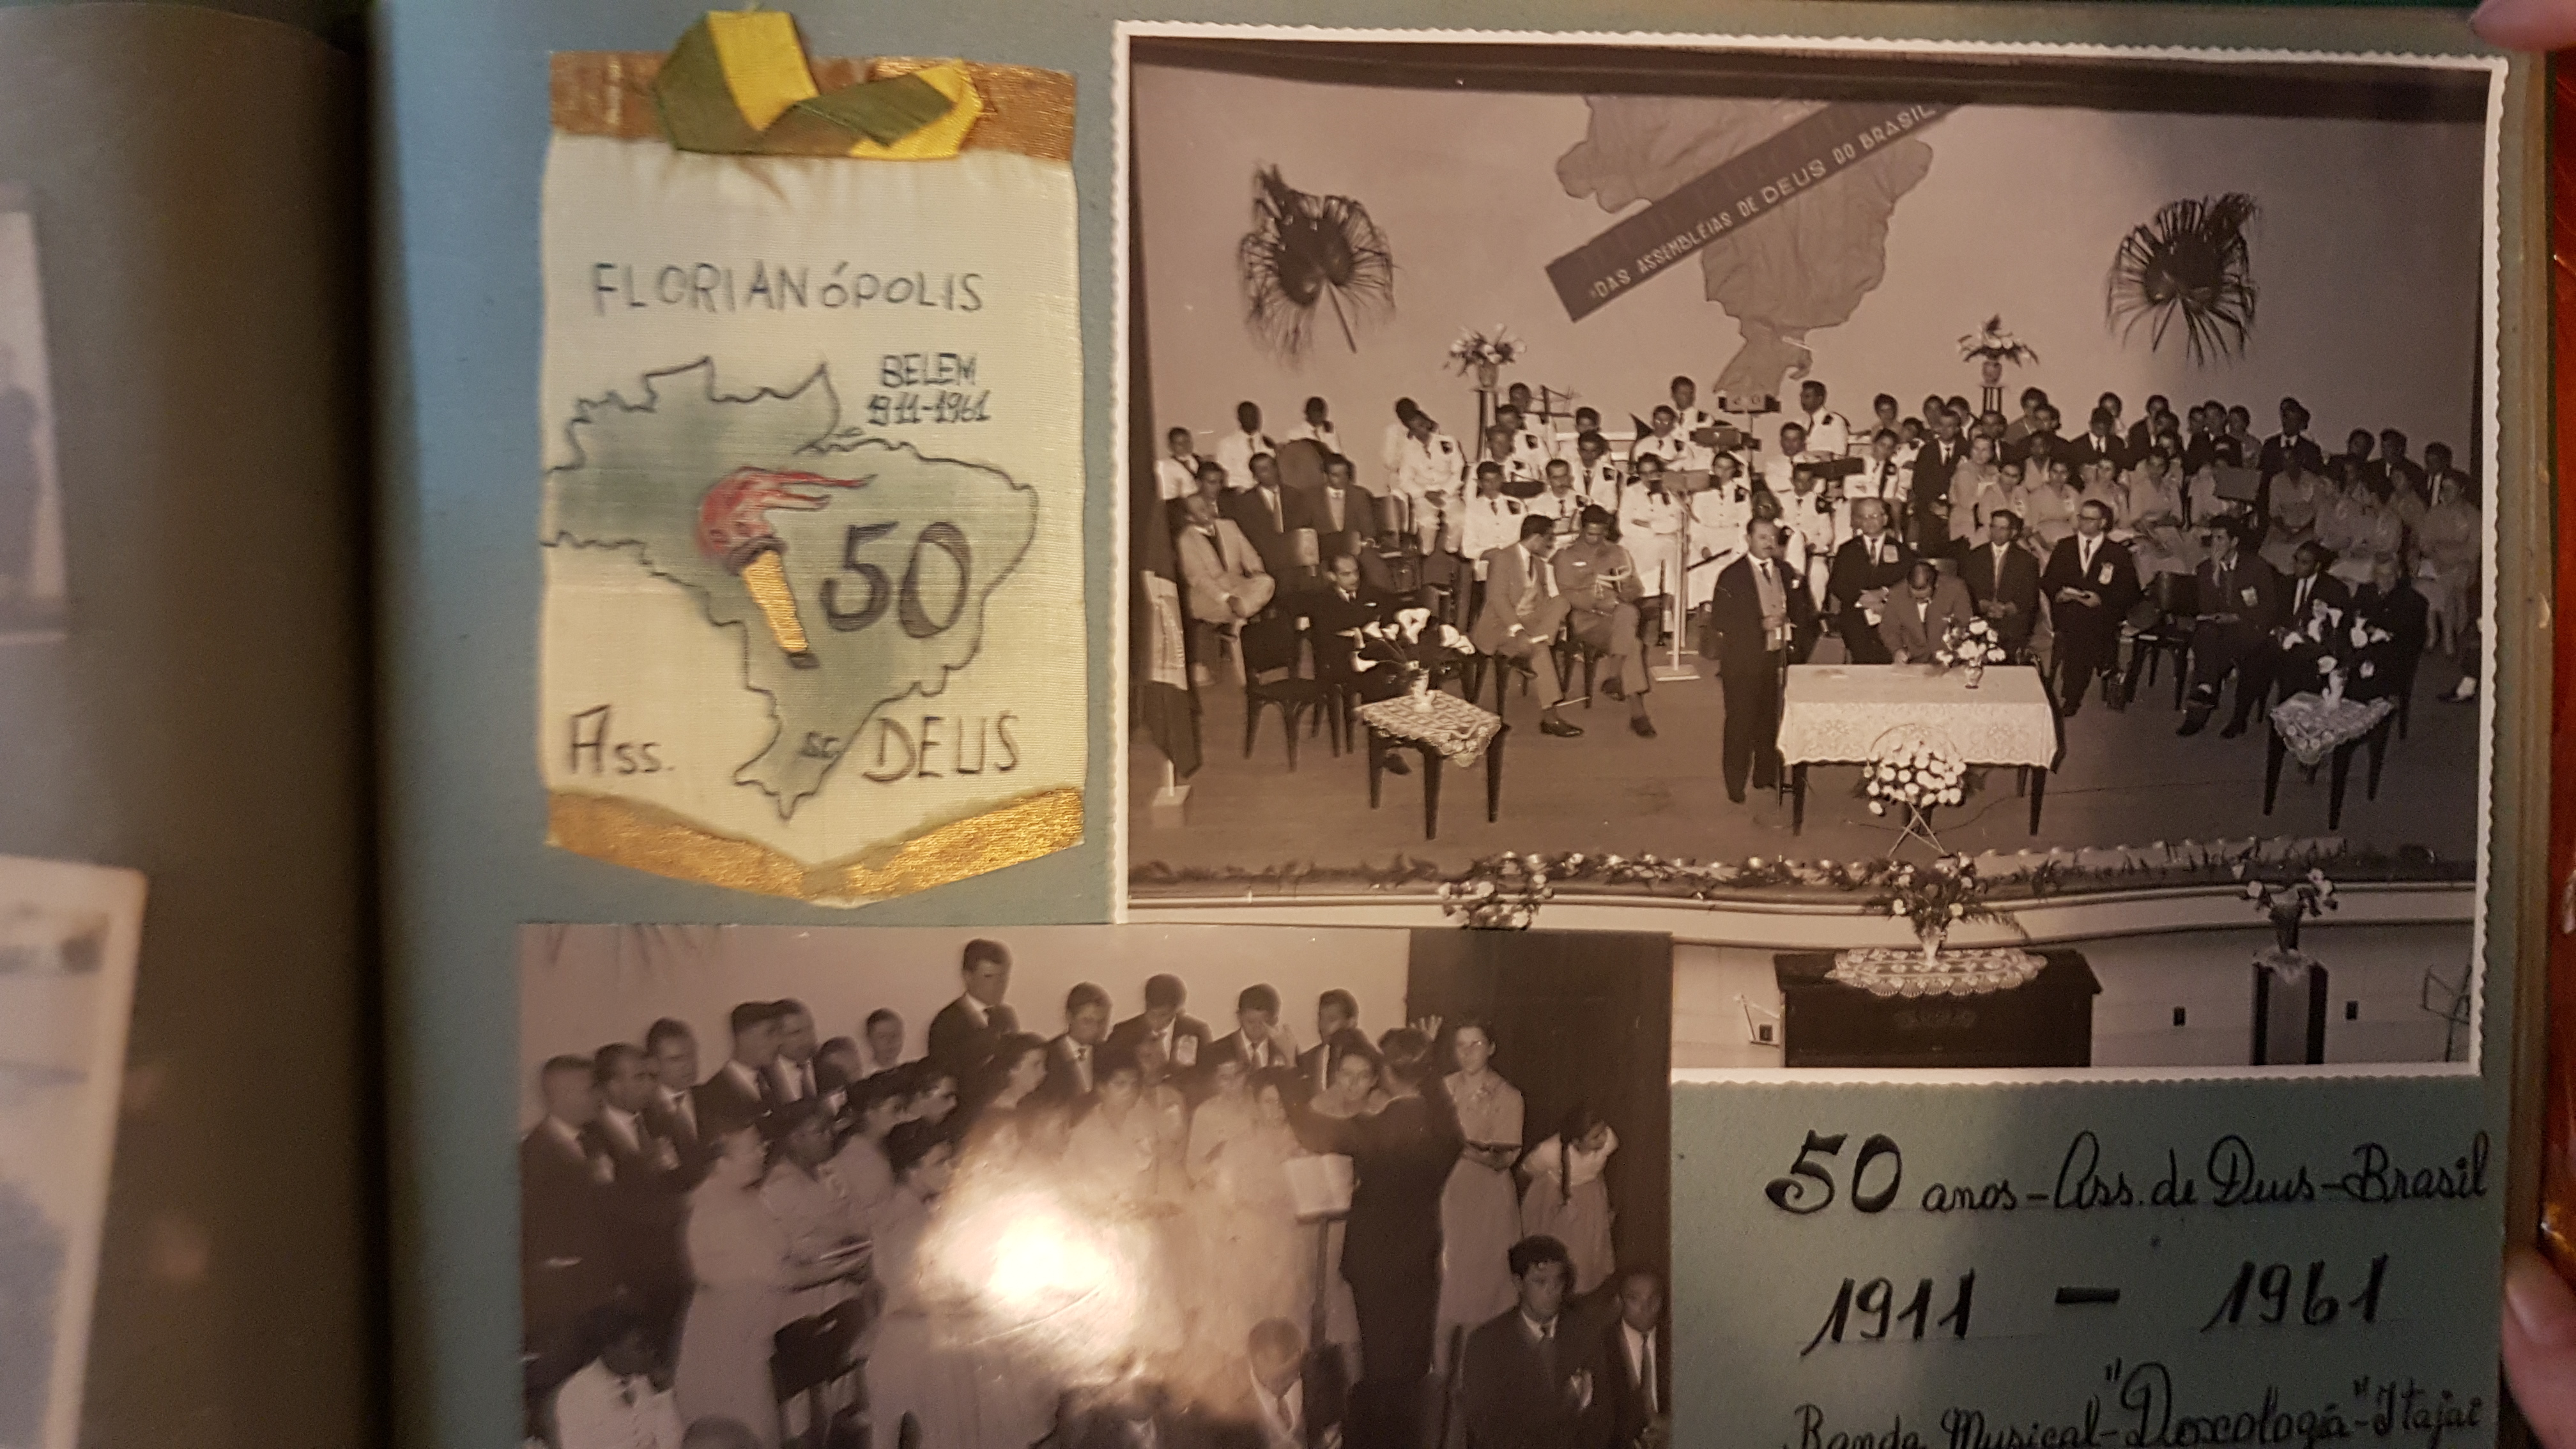 FLORIANóPOLIS
BELEM
1911-1961
50
Ass. SC DEUS
DAS ASSEMBLÉIAS DE DEUS DO BRASIL
50 anos - Ass. de Deus - Brasil
1911 - 1961
Banda Musical - "Doxologia" - Itajai